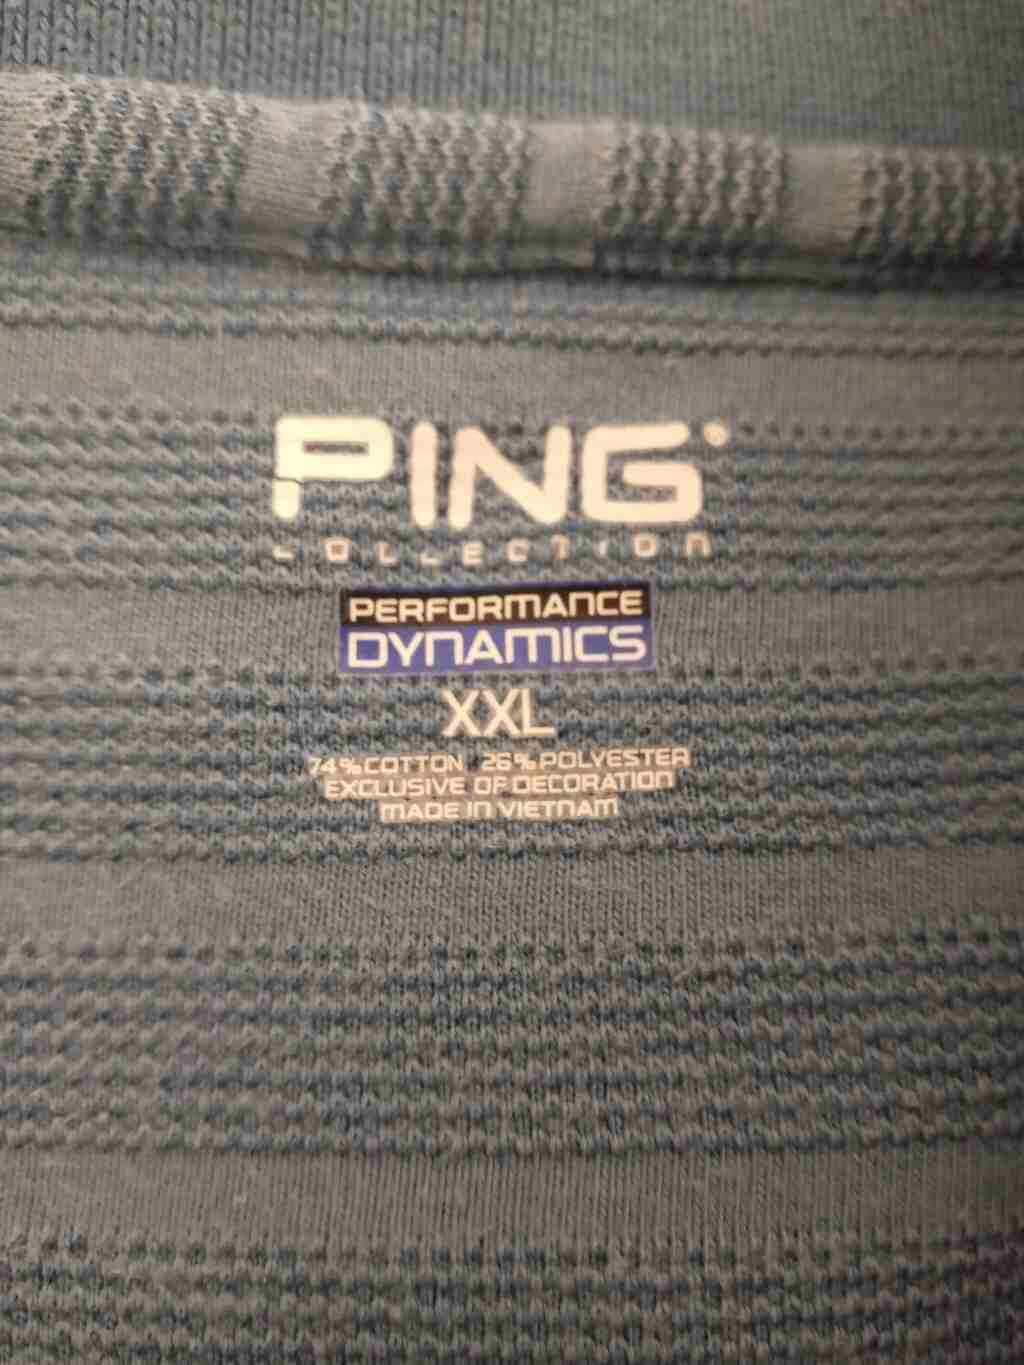 PING
COLLECTION
PERFORMANCE
DYNAMICS
XXL
74% COTTON 26% POLYESTER
EXCLUSIVE OF DECORATION
MADE IN VIETNAM